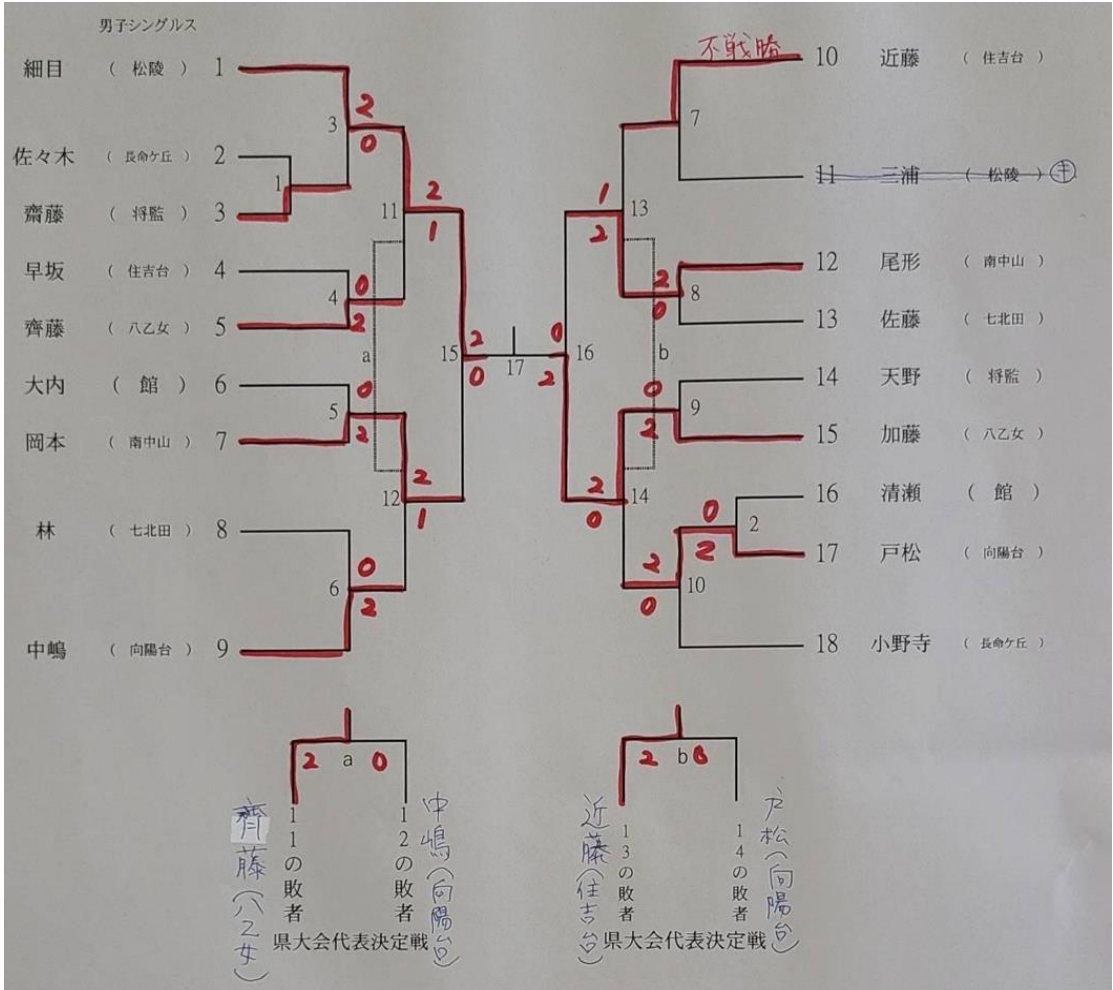 男子シングルス
細目 （ 松陵 ） 1
佐々木 （ 長命ケ丘 ） 2
齋藤 （ 将監 ） 3
早坂 （ 住吉台 ） 4
齊藤 （ 八乙女 ） 5
大内 （ 館 ） 6
岡本 （ 南中山 ） 7
林 （ 七北田 ） 8
中嶋 （ 向陽台 ） 9
3
2
0
1
11
2
1
4
0
2
a
15
2
0
5
0
2
12
2
1
6
0
2
17
不戦勝
10 近藤 （ 住吉台 ）
11 三浦 （ 松陵 ）
12 尾形 （ 南中山 ）
13 佐藤 （ 七北田 ）
14 天野 （ 将監 ）
15 加藤 （ 八乙女 ）
16 清瀬 （ 館 ）
17 戸松 （ 向陽台 ）
18 小野寺 （ 長命ケ丘 ）
7
1
2
13
2
0
8
0
2
16
b
0
2
9
2
0
14
0
2
2
2
0
10
2 a 0
2 b 0
11の敗者
齊藤（八乙女）
12の敗者
中嶋（向陽台）
県大会代表決定戦
13の敗者
近藤（住吉台）
14の敗者
戸松（向陽台）
県大会代表決定戦